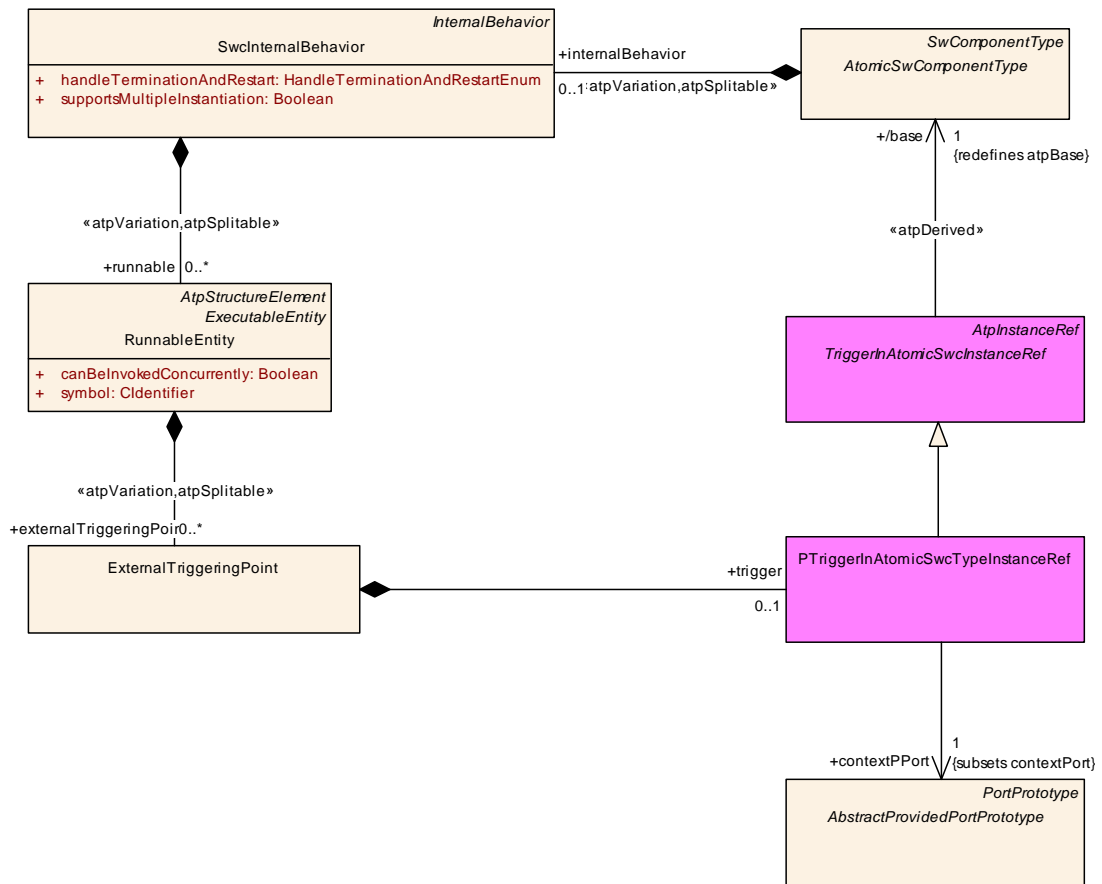 InternalBehavior
SwcInternalBehavior
+ handleTerminationAndRestart: HandleTerminationAndRestartEnum
+ supportsMultipleInstantiation: Boolean
+internalBehavior
0..1
:atpVariation,atpSplitable»
SwComponentType
AtomicSwComponentType
+/base
1
{redefines atpBase}
«atpVariation,atpSplitable»
+runnable
0..*
«atpDerived»
AtpStructureElement
ExecutableEntity
RunnableEntity
+ canBeInvokedConcurrently: Boolean
+ symbol: CIdentifier
AtpInstanceRef
TriggerInAtomicSwcInstanceRef
«atpVariation,atpSplitable»
+externalTriggeringPoir
0..*
ExternalTriggeringPoint
+trigger
0..1
PTriggerInAtomicSwcTypeInstanceRef
+contextPPort
1
{subsets contextPort}
PortPrototype
AbstractProvidedPortPrototype